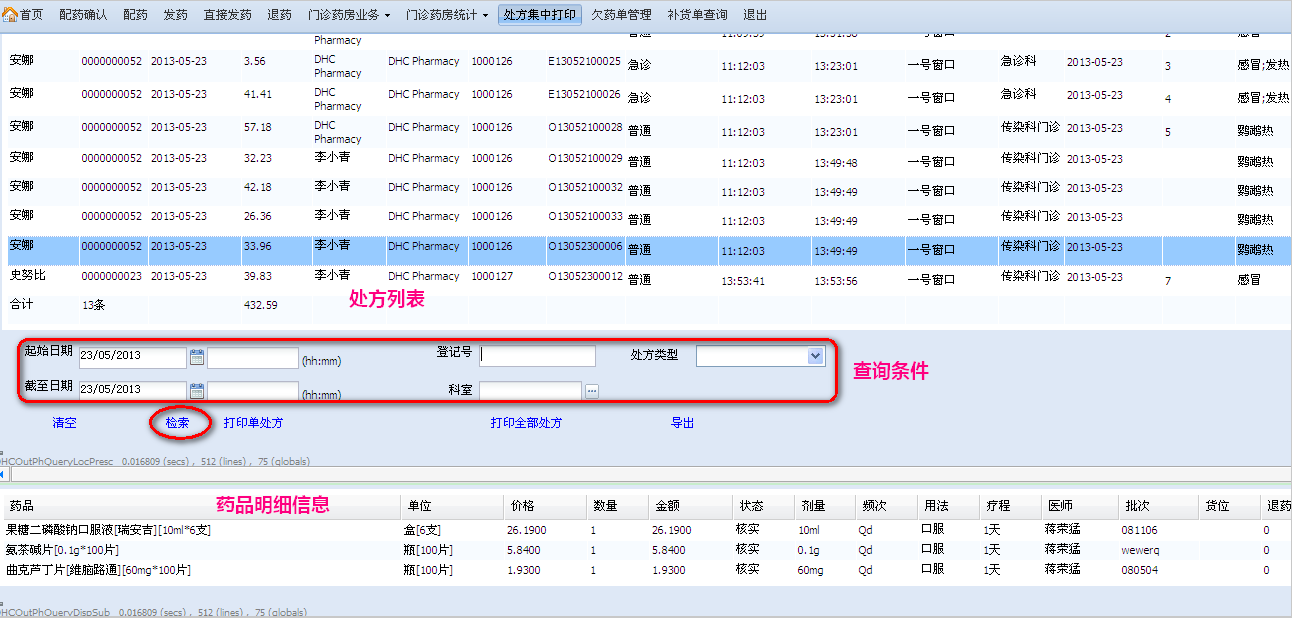 首页 配药确认 配药 发药 直接发药 退药 门诊药房业务 门诊药房统计 处方集中打印 欠药单管理 补货单查询 退出
Pharmacy
安娜 0000000052 2013-05-23 3.56 DHC Pharmacy DHC Pharmacy 1000126 E13052100025 急诊 11:12:03 13:23:01 一号窗口 急诊科 2013-05-23 3 感冒;发热
安娜 0000000052 2013-05-23 41.41 DHC Pharmacy DHC Pharmacy 1000126 E13052100026 急诊 11:12:03 13:23:01 一号窗口 急诊科 2013-05-23 4 感冒;发热
安娜 0000000052 2013-05-23 57.18 DHC Pharmacy DHC Pharmacy 1000126 O13052100028 普通 11:12:03 13:23:01 一号窗口 传染科门诊 2013-05-23 5 鹦鹉热
安娜 0000000052 2013-05-23 32.23 李小青 DHC Pharmacy 1000126 O13052100029 普通 11:12:03 13:49:48 一号窗口 传染科门诊 2013-05-23 鹦鹉热
安娜 0000000052 2013-05-23 42.18 李小青 DHC Pharmacy 1000126 O13052100032 普通 11:12:03 13:49:49 一号窗口 传染科门诊 2013-05-23 鹦鹉热
安娜 0000000052 2013-05-23 26.36 李小青 DHC Pharmacy 1000126 O13052100033 普通 11:12:03 13:49:49 一号窗口 传染科门诊 2013-05-23 鹦鹉热
安娜 0000000052 2013-05-23 33.96 李小青 DHC Pharmacy 1000126 O13052300006 普通 11:12:03 13:49:49 一号窗口 传染科门诊 2013-05-23 鹦鹉热
史努比 0000000023 2013-05-23 39.83 李小青 DHC Pharmacy 1000127 O13052300012 普通 13:53:41 13:53:56 一号窗口 传染科门诊 2013-05-23 7 感冒
合计 13条 432.59
处方列表
起始日期 23/05/2013 (hh:mm) 登记号 处方类型
查询条件
截至日期 23/05/2013 (hh:mm) 科室
清空 检索 打印单处方 打印全部处方 导出
HCOutPhQueryLocPresc 0.016809 (secs) , 512 (lines) , 75 (globals)
药品 药品明细信息 单位 价格 数量 金额 状态 剂量 频次 用法 疗程 医师 批次 货位 退药
果糖二磷酸钠口服液[瑞安吉][10ml*6支] 盒[6支] 26.1900 1 26.1900 核实 10ml Qd 口服 1天 蒋荣猛 081106 0
氨茶碱片[0.1g*100片] 瓶[100片] 5.8400 1 5.8400 核实 0.1g Qd 口服 1天 蒋荣猛 wewerq 0
曲克芦丁片[维脑路通][60mg*100片] 瓶[100片] 1.9300 1 1.9300 核实 60mg Qd 口服 1天 蒋荣猛 080504 0
HCOutPhQueryDispSub 0.016809 (secs) , 512 (lines) , 75 (globals)